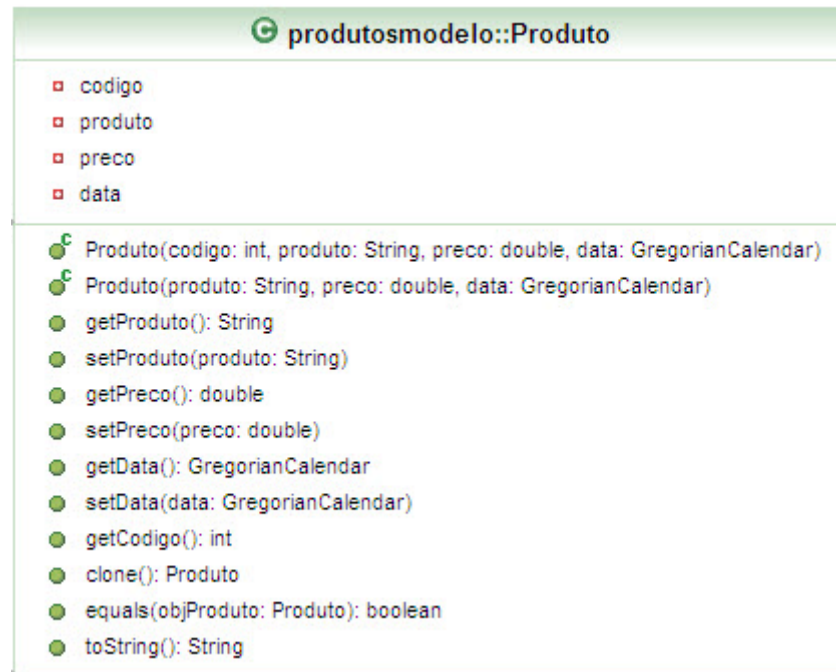 produtosmodelo::Produto
codigo
produto
preco
data
Produto(codigo: int, produto: String, preco: double, data: GregorianCalendar)
Produto(produto: String, preco: double, data: GregorianCalendar)
getProduto(): String
setProduto(produto: String)
getPreco(): double
setPreco(preco: double)
getData(): GregorianCalendar
setData(data: GregorianCalendar)
getCodigo(): int
clone(): Produto
equals(objProduto: Produto): boolean
toString(): String